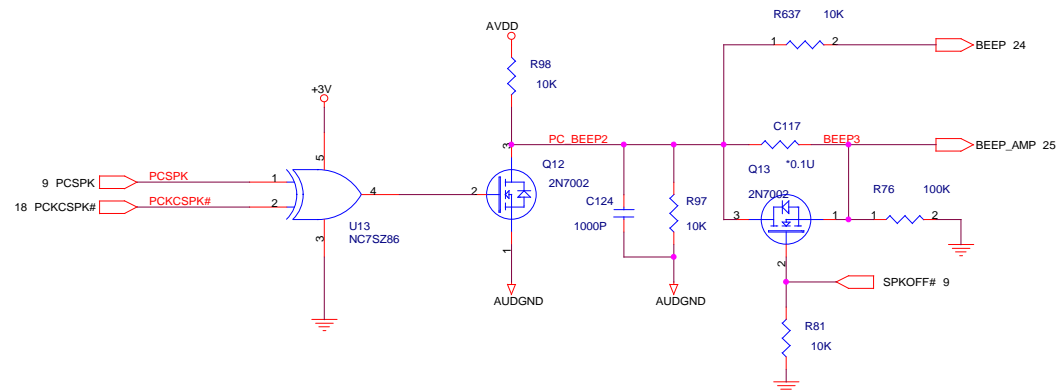 R637 10K
1 2
BEEP 24
AVDD
R98
10K
+3V
C117
PC_BEEP2
BEEP3
BEEP_AMP 25
3
5
Q12
2N7002
Q13
*0.1U
2N7002
R76 100K
9 PCSPK
PCSPK
1
4
2
18 PCKCSPK#
PCKCSPK#
2
C124
1000P
R97
10K
3
1
1 2
U13
NC7SZ86
3
1
2
SPKOFF# 9
AUDGND
AUDGND
R81
10K